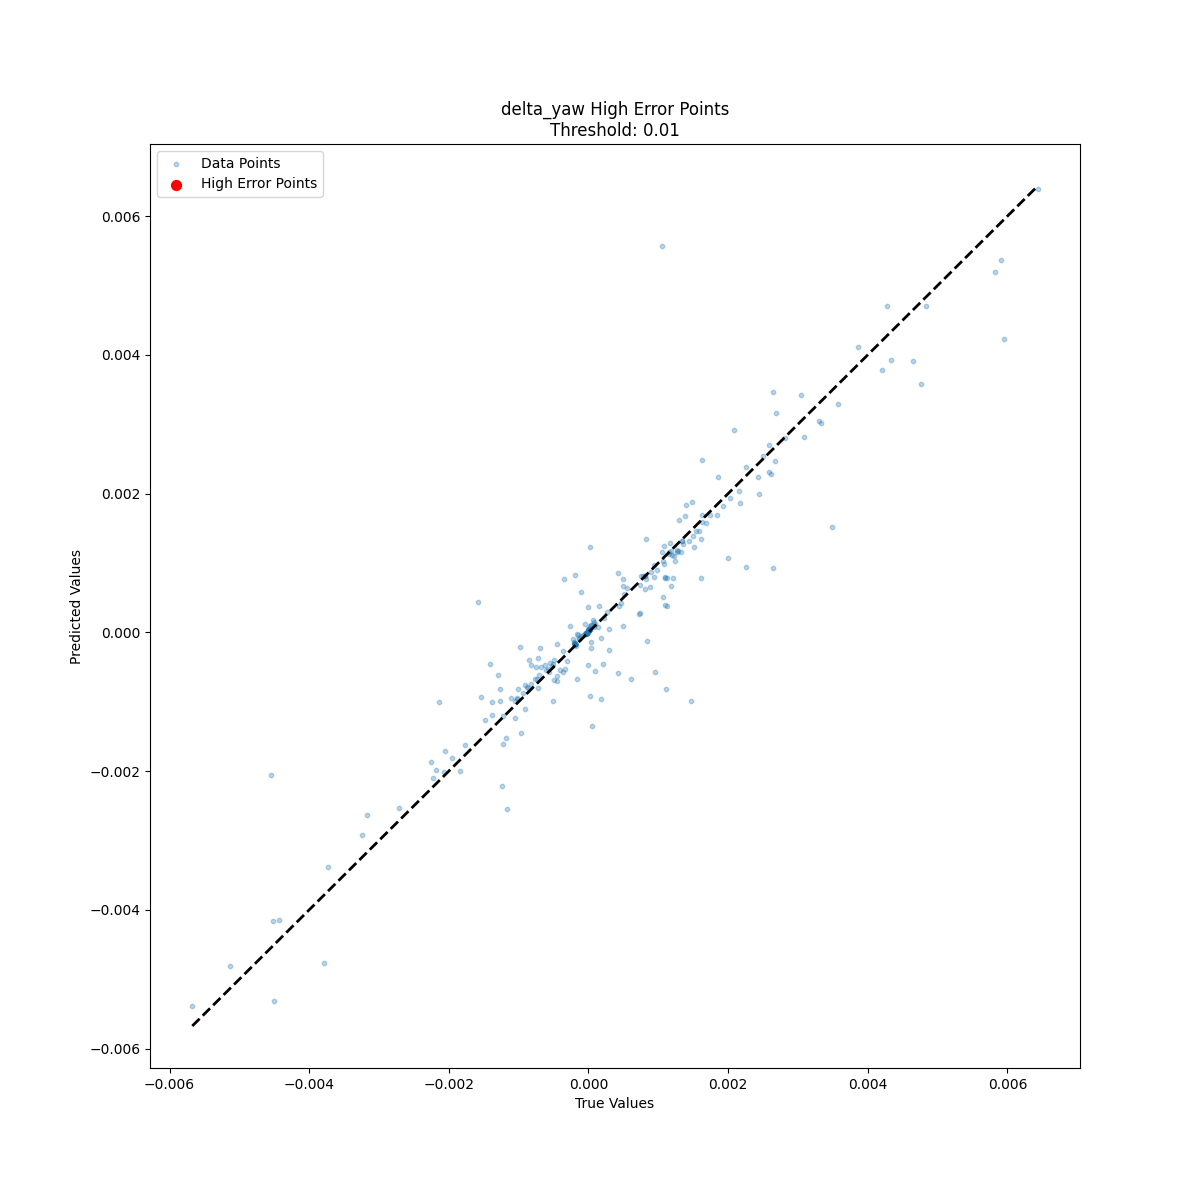 delta_yaw High Error Points
Threshold: 0.01
Data Points
High Error Points
0.006
0.004
0.002
0.000
−0.002
−0.004
−0.006
Predicted Values
−0.006
−0.004
−0.002
0.000
0.002
0.004
0.006
True Values